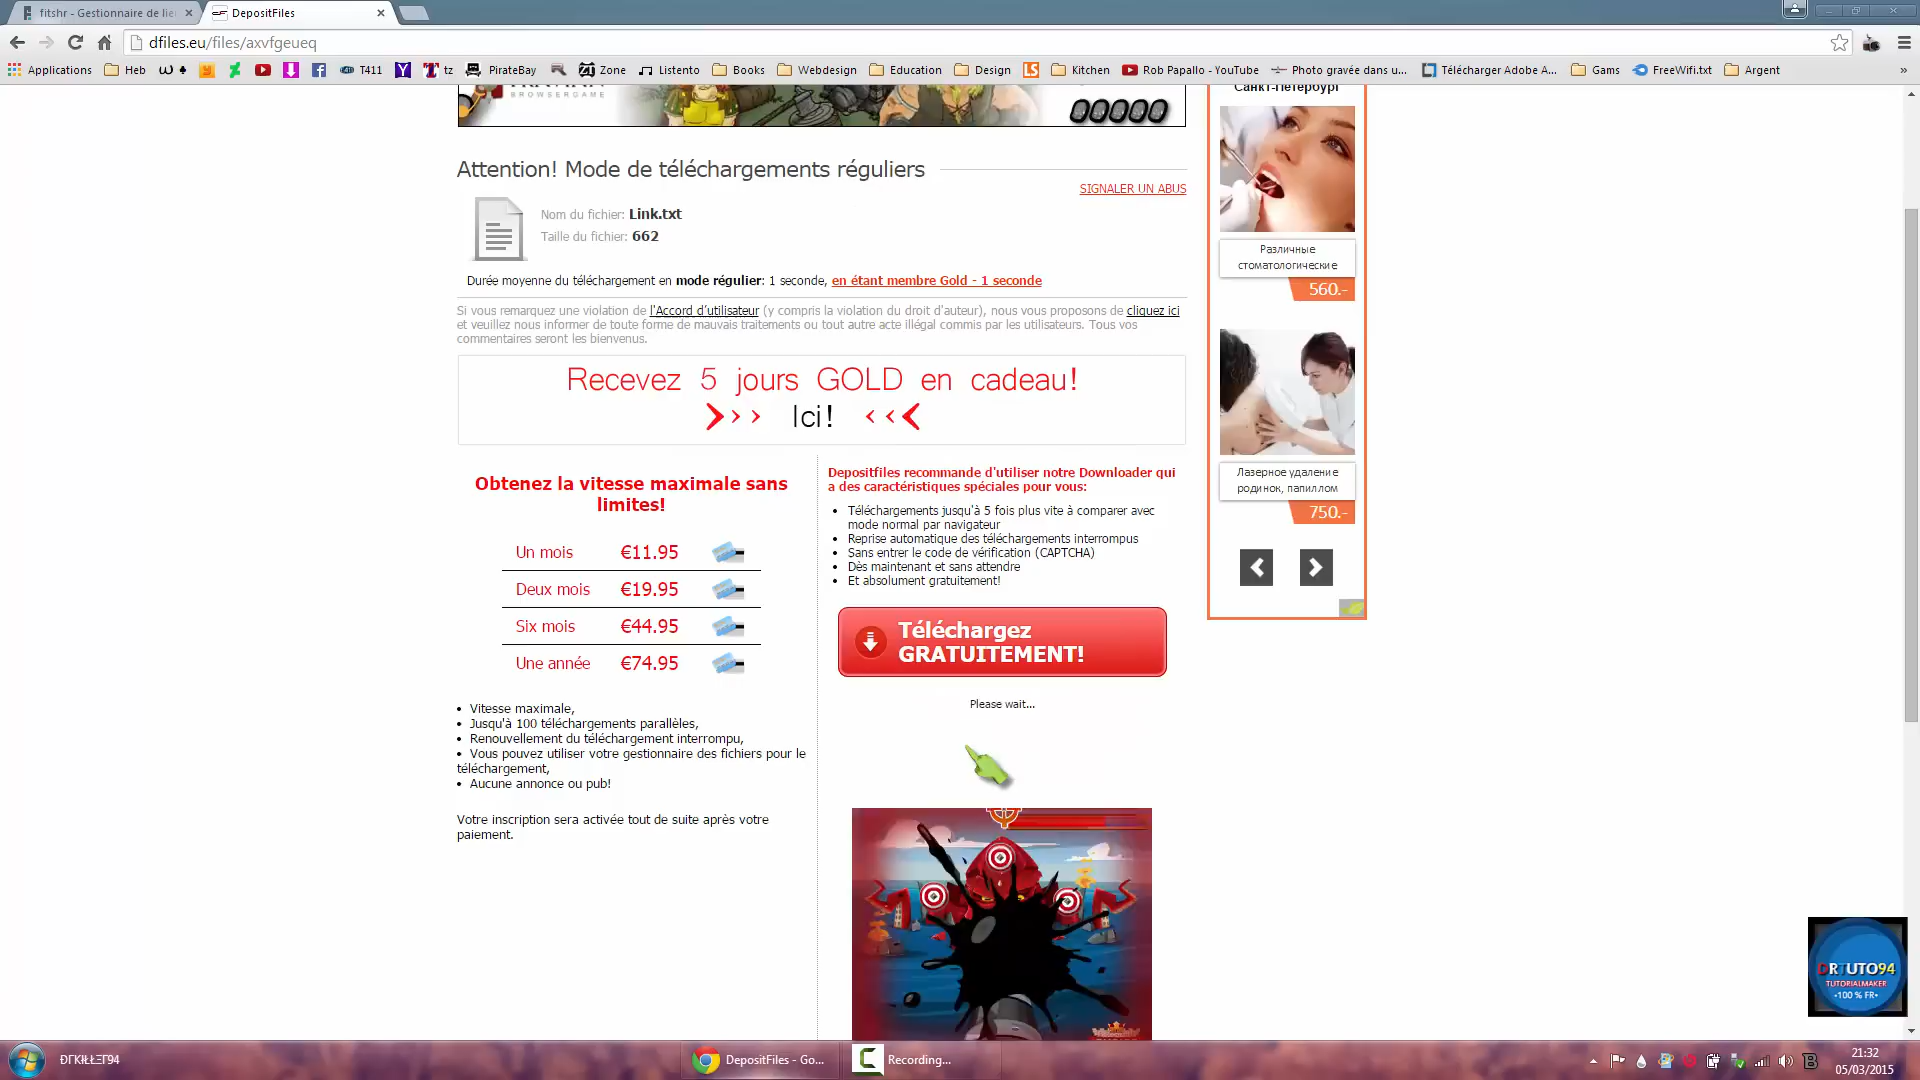 fitshr - Gestionnaire de lie
DepositFiles
dfiles.eu/files/axvfgeueq
Applications
Heb
T411
tz
PirateBay
Zone
Listento
Books
Webdesign
Education
Design
Kitchen
Rob Papallo - YouTube
Photo gravée dans u...
Télécharger Adobe A...
Gams
FreeWifi.txt
Argent
»
BROWSERGAME
00000
Санкт-Петербург
Attention! Mode de téléchargements réguliers
SIGNALER UN ABUS
Nom du fichier: Link.txt
Taille du fichier: 662
Durée moyenne du téléchargement en mode régulier: 1 seconde, en étant membre Gold - 1 seconde
Si vous remarquez une violation de l'Accord d'utilisateur (y compris la violation du droit d'auteur), nous vous proposons de cliquez ici
et veuillez nous informer de toute forme de mauvais traitements ou tout autre acte illégal commis par les utilisateurs. Tous vos
commentaires seront les bienvenus.
Recevez 5 jours GOLD en cadeau!
Ici!
Obtenez la vitesse maximale sans
limites!
Un mois €11.95
Deux mois €19.95
Six mois €44.95
Une année €74.95
• Vitesse maximale,
• Jusqu'à 100 téléchargements parallèles,
• Renouvellement du téléchargement interrompu,
• Vous pouvez utiliser votre gestionnaire des fichiers pour le
téléchargement,
• Aucune annonce ou pub!
Votre inscription sera activée tout de suite après votre
paiement.
Depositfiles recommande d'utiliser notre Downloader qui
a des caractéristiques spéciales pour vous:
• Téléchargements jusqu'à 5 fois plus vite à comparer avec
mode normal par navigateur
• Reprise automatique des téléchargements interrompus
• Sans entrer le code de vérification (CAPTCHA)
• Dès maintenant et sans attendre
• Et absolument gratuitement!
Téléchargez
GRATUITEMENT!
Please wait...
Различные
стоматологические
560.-
Лазерное удаление
родинок, папиллом
750.-
DRTUTO94
TUTORIALMAKER
•100 % FR•
DepositFiles - Go...
Recording...
21:32
05/03/2015